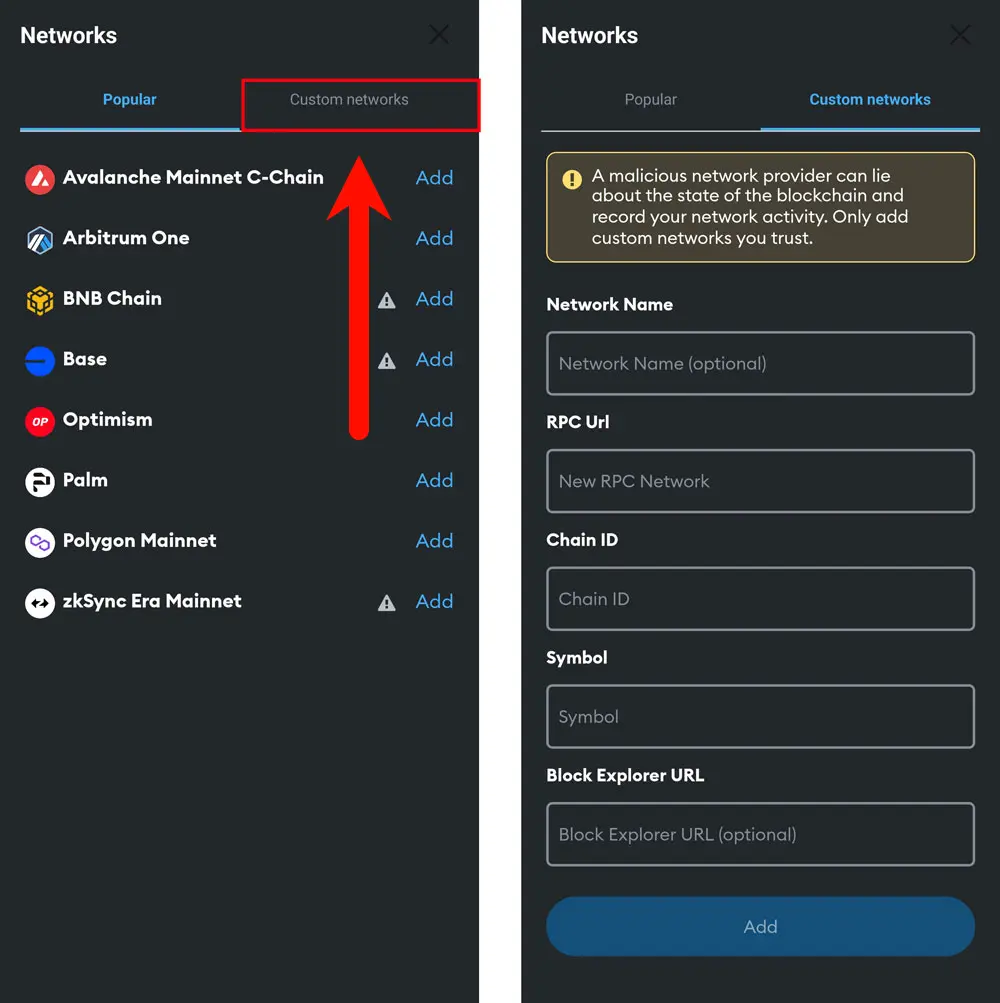 Networks
Popular
Custom networks
Avalanche Mainnet C-Chain
Add
Arbitrum One
Add
BNB Chain
Add
Base
Add
OP
Optimism
Add
Palm
Add
Polygon Mainnet
Add
zkSync Era Mainnet
Add
Networks
Popular
Custom networks
A malicious network provider can lie
about the state of the blockchain and
record your network activity. Only add
custom networks you trust.
Network Name
Network Name (optional)
RPC Url
New RPC Network
Chain ID
Chain ID
Symbol
Symbol
Block Explorer URL
Block Explorer URL (optional)
Add